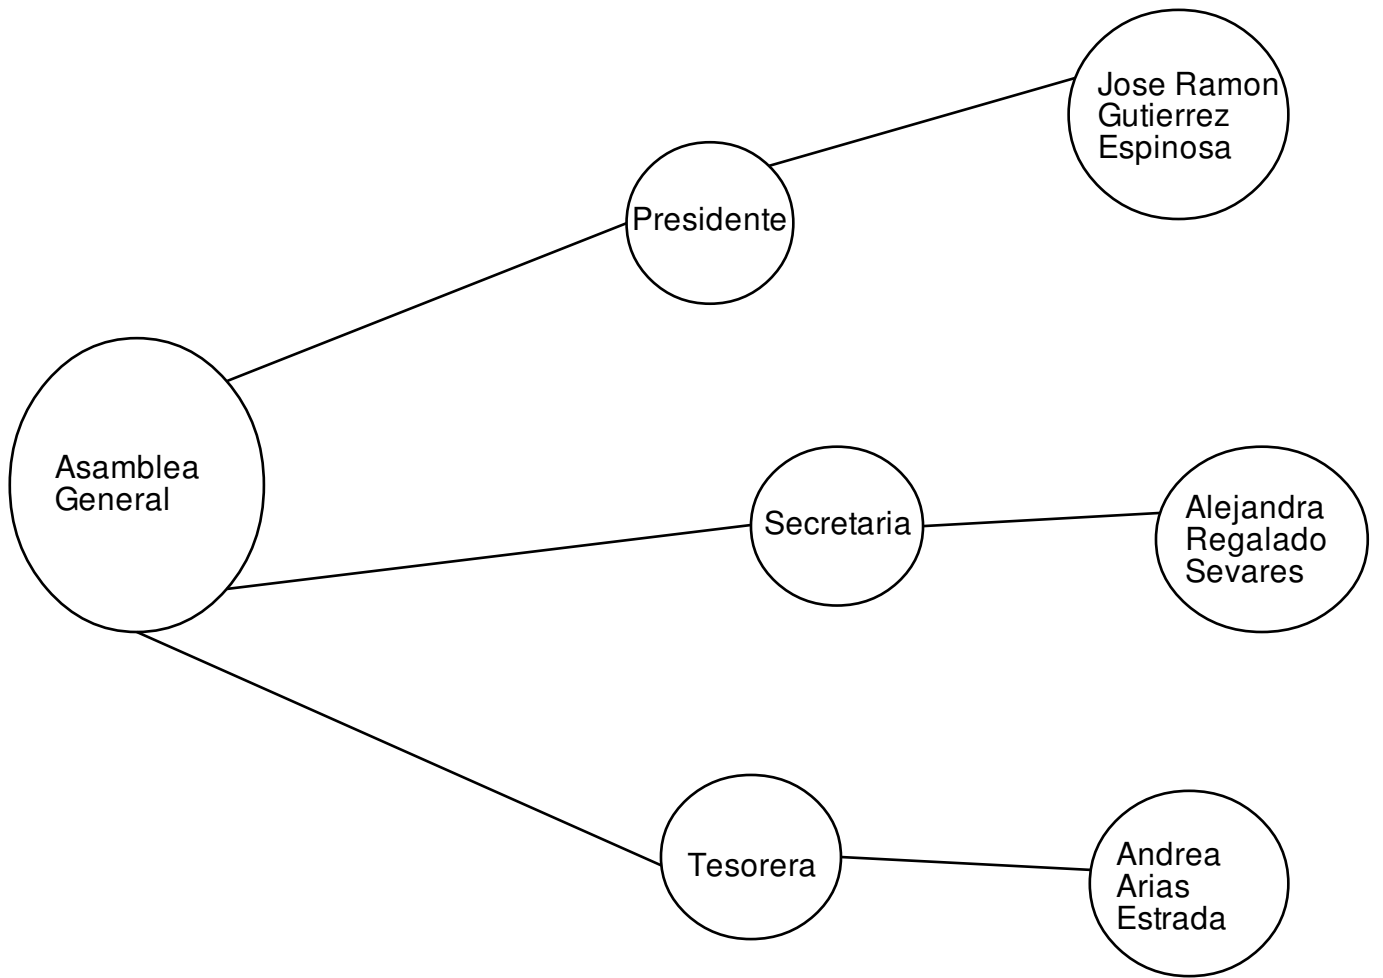 Jose Ramon
Gutierrez
Espinosa
Presidente
Asamblea
General
Secretaria
Alejandra
Regalado
Sevares
Tesorera
Andrea
Arias
Estrada